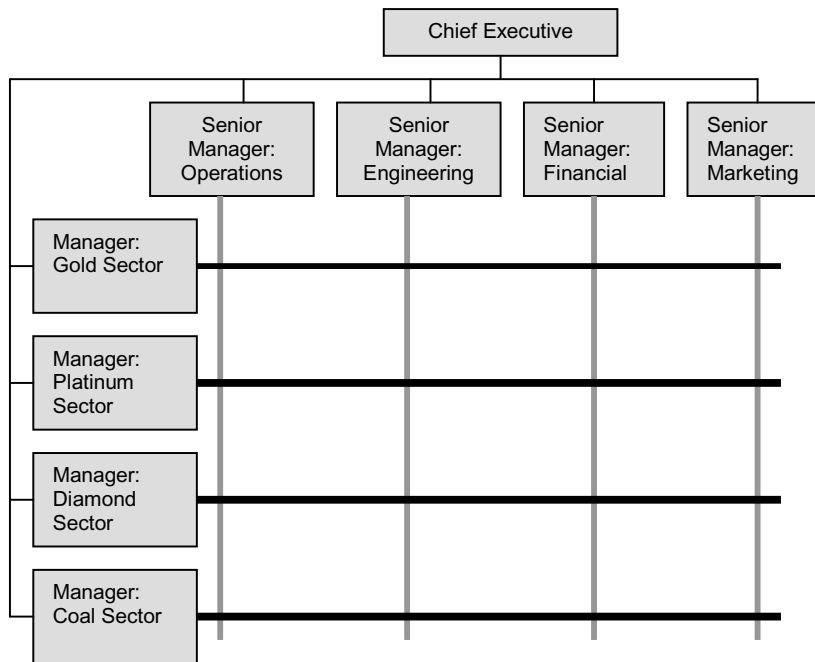 Chief Executive
Senior
Manager:
Operations
Senior
Manager:
Engineering
Senior
Manager:
Financial
Senior
Manager:
Marketing
Manager:
Gold Sector
Manager:
Platinum
Sector
Manager:
Diamond
Sector
Manager:
Coal Sector